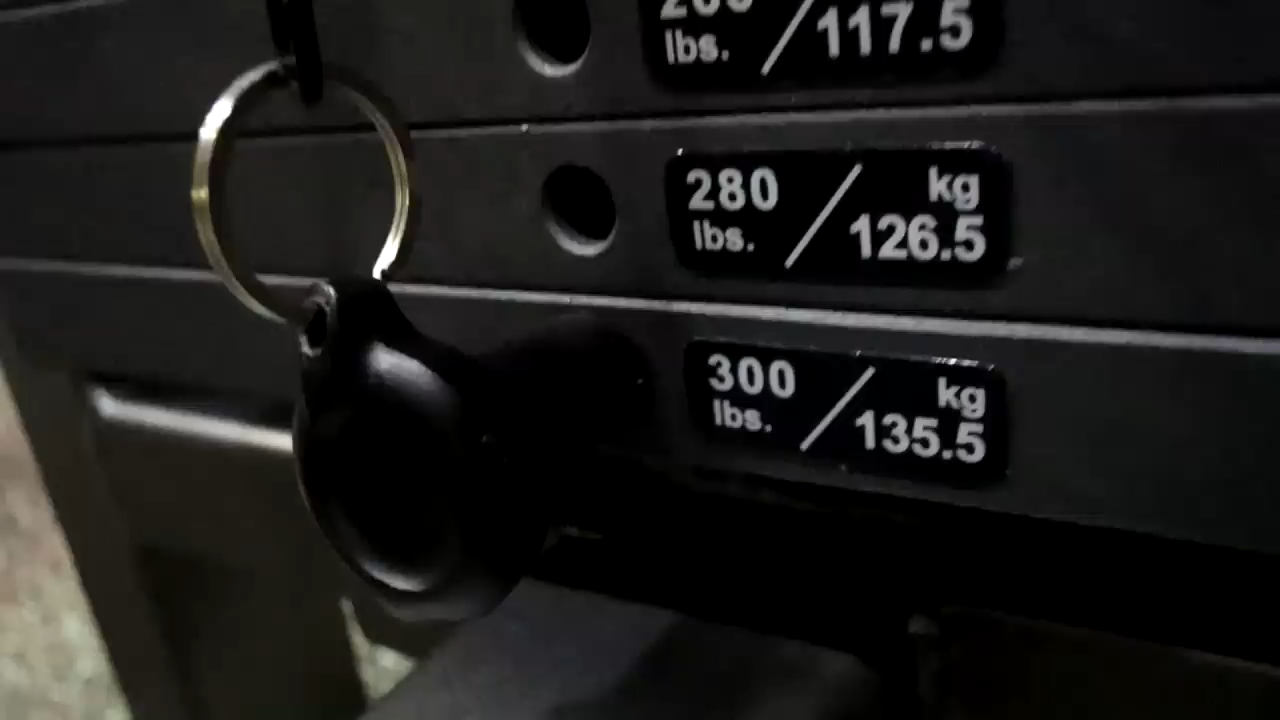 lbs. / 117.5
280 / kg
lbs. 126.5
300 / kg
lbs. 135.5